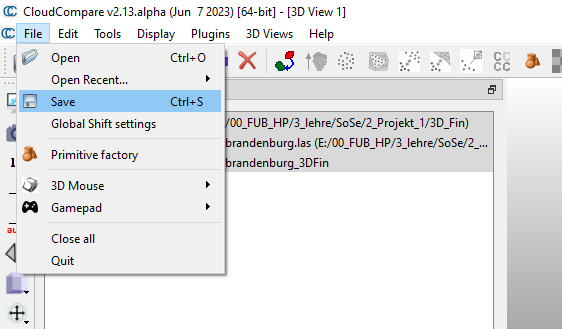 CloudCompare v2.13.alpha (Jun 7 2023) [64-bit] - [3D View 1]
File Edit Tools Display Plugins 3D Views Help
Open Ctrl+O
Open Recent...
Save Ctrl+S
/00_FUB_HP/3_lehre/SoSe/2_Projekt_1/3D_Fin)
Global Shift settings
brandenburg.las (E:/00_FUB_HP/3_lehre/SoSe/2_...
Primitive factory
brandenburg_3DFin
3D Mouse
Gamepad
Close all
Quit
CC
CC